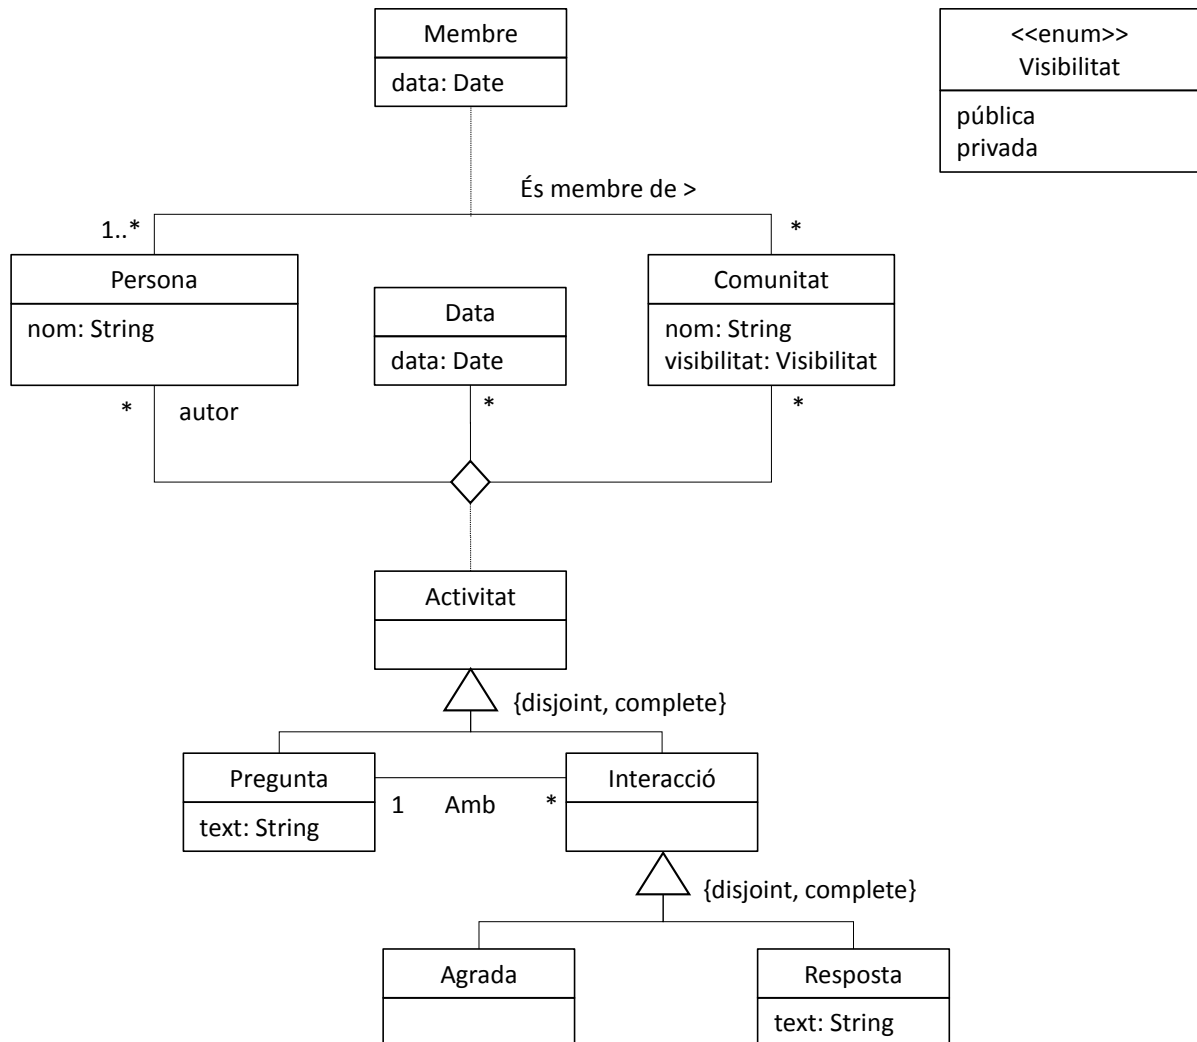 Membre
data: Date
<<enum>>
Visibilitat
pública
privada
És membre de >
1..*
*
Persona
nom: String
Data
data: Date
Comunitat
nom: String
visibilitat: Visibilitat
*
autor
*
*
Activitat
{disjoint, complete}
Pregunta
text: String
1
Amb
*
Interacció
{disjoint, complete}
Agrada
Resposta
text: String